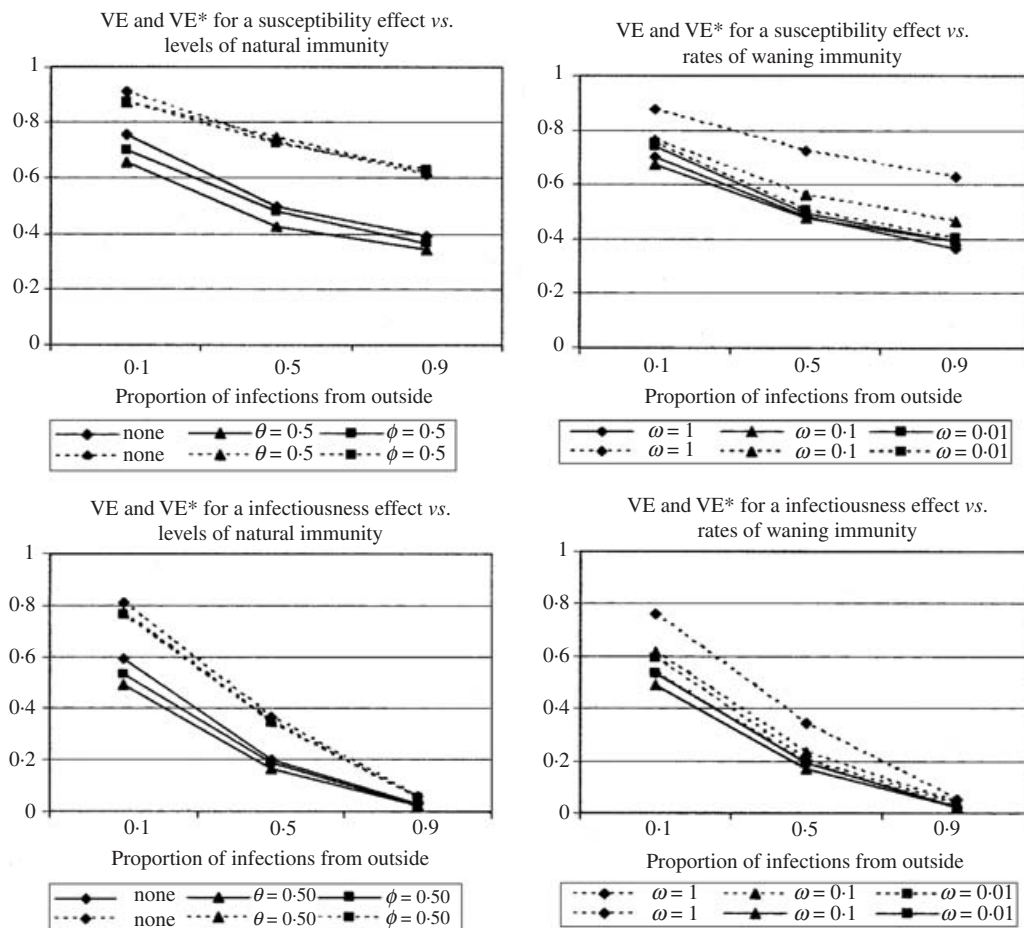 VE and VE* for a susceptibility effect vs.
levels of natural immunity
1
0·8
0·6
0·4
0·2
0
0·1 0·5 0·9
Proportion of infections from outside
none θ = 0·5 ϕ = 0·5
none θ = 0·5 ϕ = 0·5
VE and VE* for a susceptibility effect vs.
rates of waning immunity
1
0·8
0·6
0·4
0·2
0
0·1 0·5 0·9
Proportion of infections from outside
ω = 1 ω = 0·1 ω = 0·01
ω = 1 ω = 0·1 ω = 0·01
VE and VE* for a infectiousness effect vs.
levels of natural immunity
1
0·8
0·6
0·4
0·2
0
0·1 0·5 0·9
Proportion of infections from outside
none θ = 0·50 ϕ = 0·50
none θ = 0·50 ϕ = 0·50
VE and VE* for a infectiousness effect vs.
rates of waning immunity
1
0·8
0·6
0·4
0·2
0
0·1 0·5 0·9
Proportion of infections from outside
ω = 1 ω = 0·1 ω = 0·01
ω = 1 ω = 0·1 ω = 0·01